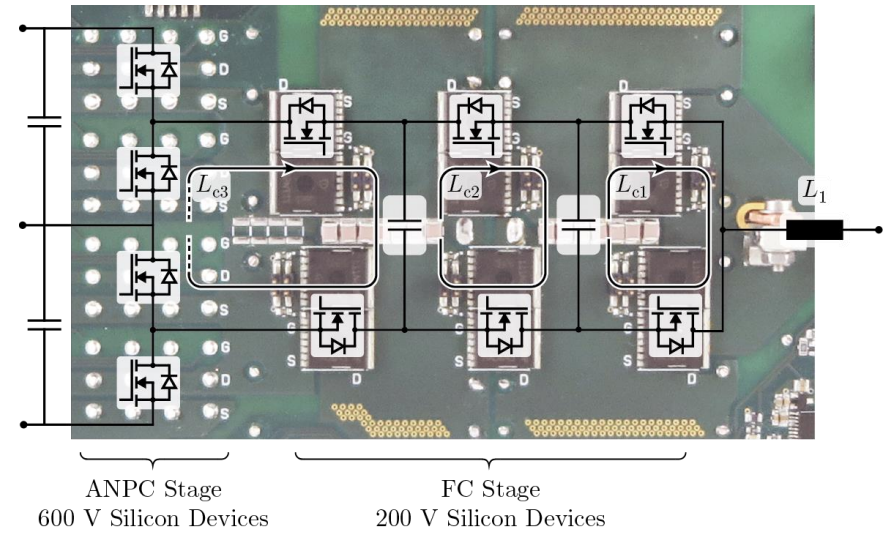 G
D
S
G
S
G
D
S
G
D
S
D
S
G
D
S
G
D
S
G
G
S
D
G
S
D
G
S
D
L_c3
L_c2
L_c1
L_1
ANPC Stage
600 V Silicon Devices
FC Stage
200 V Silicon Devices